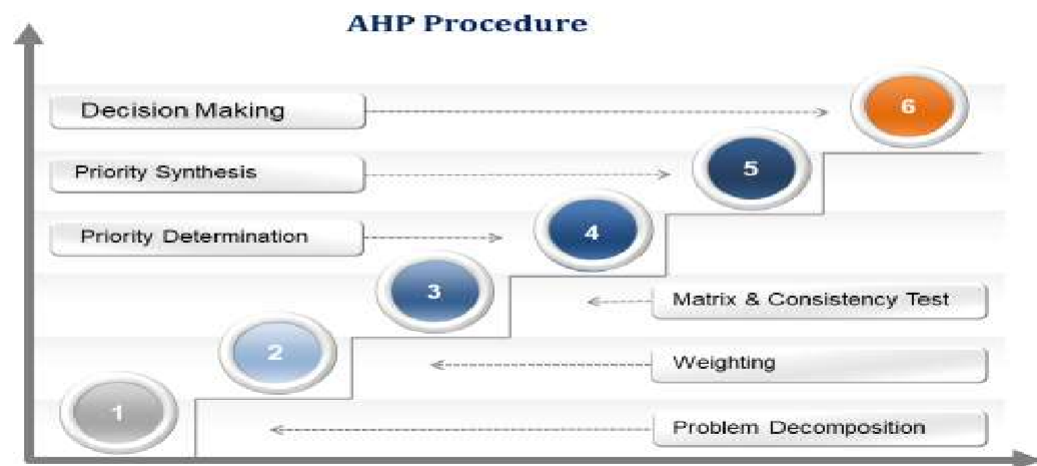 AHP Procedure
Decision Making
6
Priority Synthesis
5
Priority Determination
4
3
Matrix & Consistency Test
2
Weighting
1
Problem Decomposition